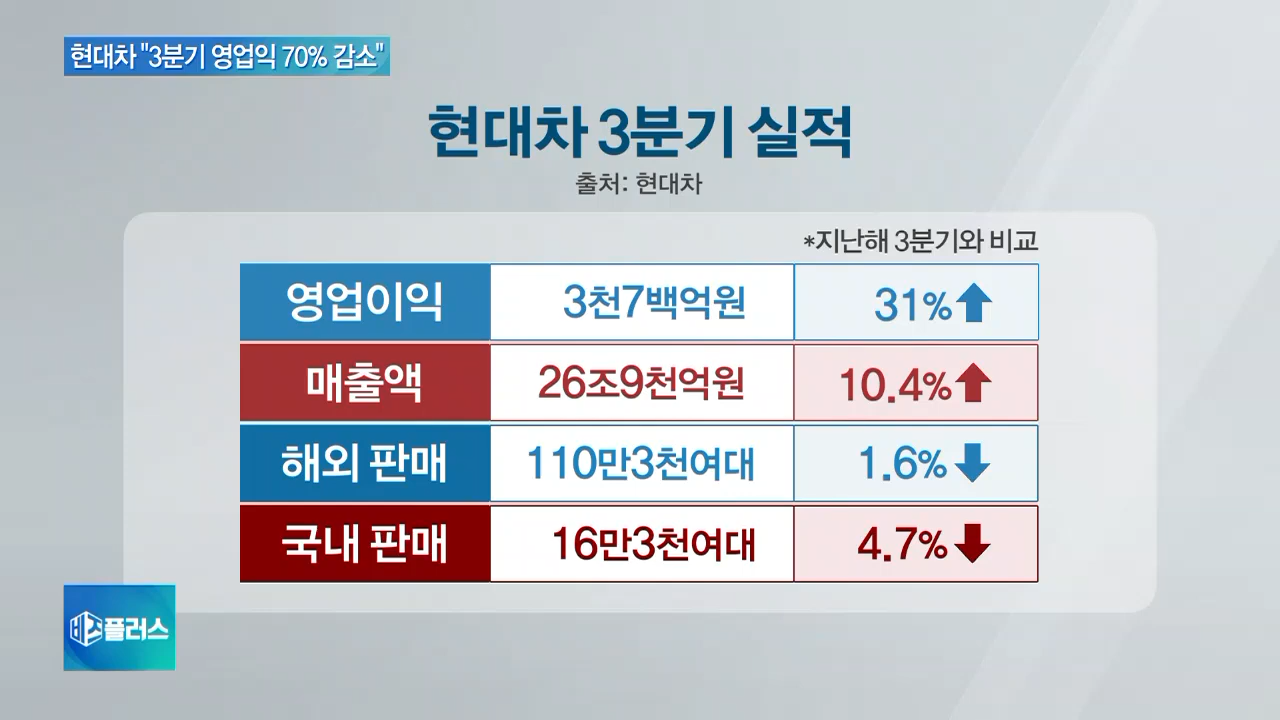 현대차 "3분기 영업익 70% 감소"
현대차 3분기 실적
출처: 현대차
*지난해 3분기와 비교
영업이익 3천7백억원 31%
매출액 26조9천억원 10.4%
해외 판매 110만3천여대 1.6%
국내 판매 16만3천여대 4.7%
비즈플러스